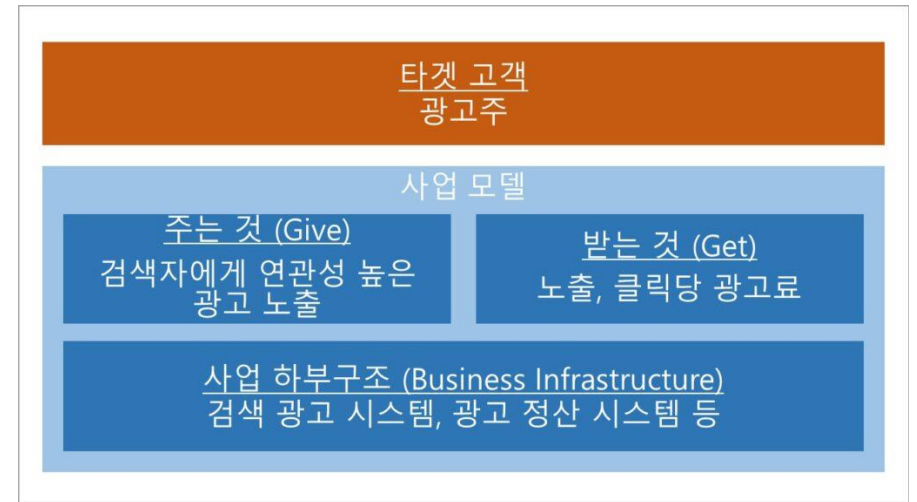 타겟 고객
광고주
사업 모델
주는 것 (Give)
검색자에게 연관성 높은
광고 노출
받는 것 (Get)
노출, 클릭당 광고료
사업 하부구조 (Business Infrastructure)
검색 광고 시스템, 광고 정산 시스템 등